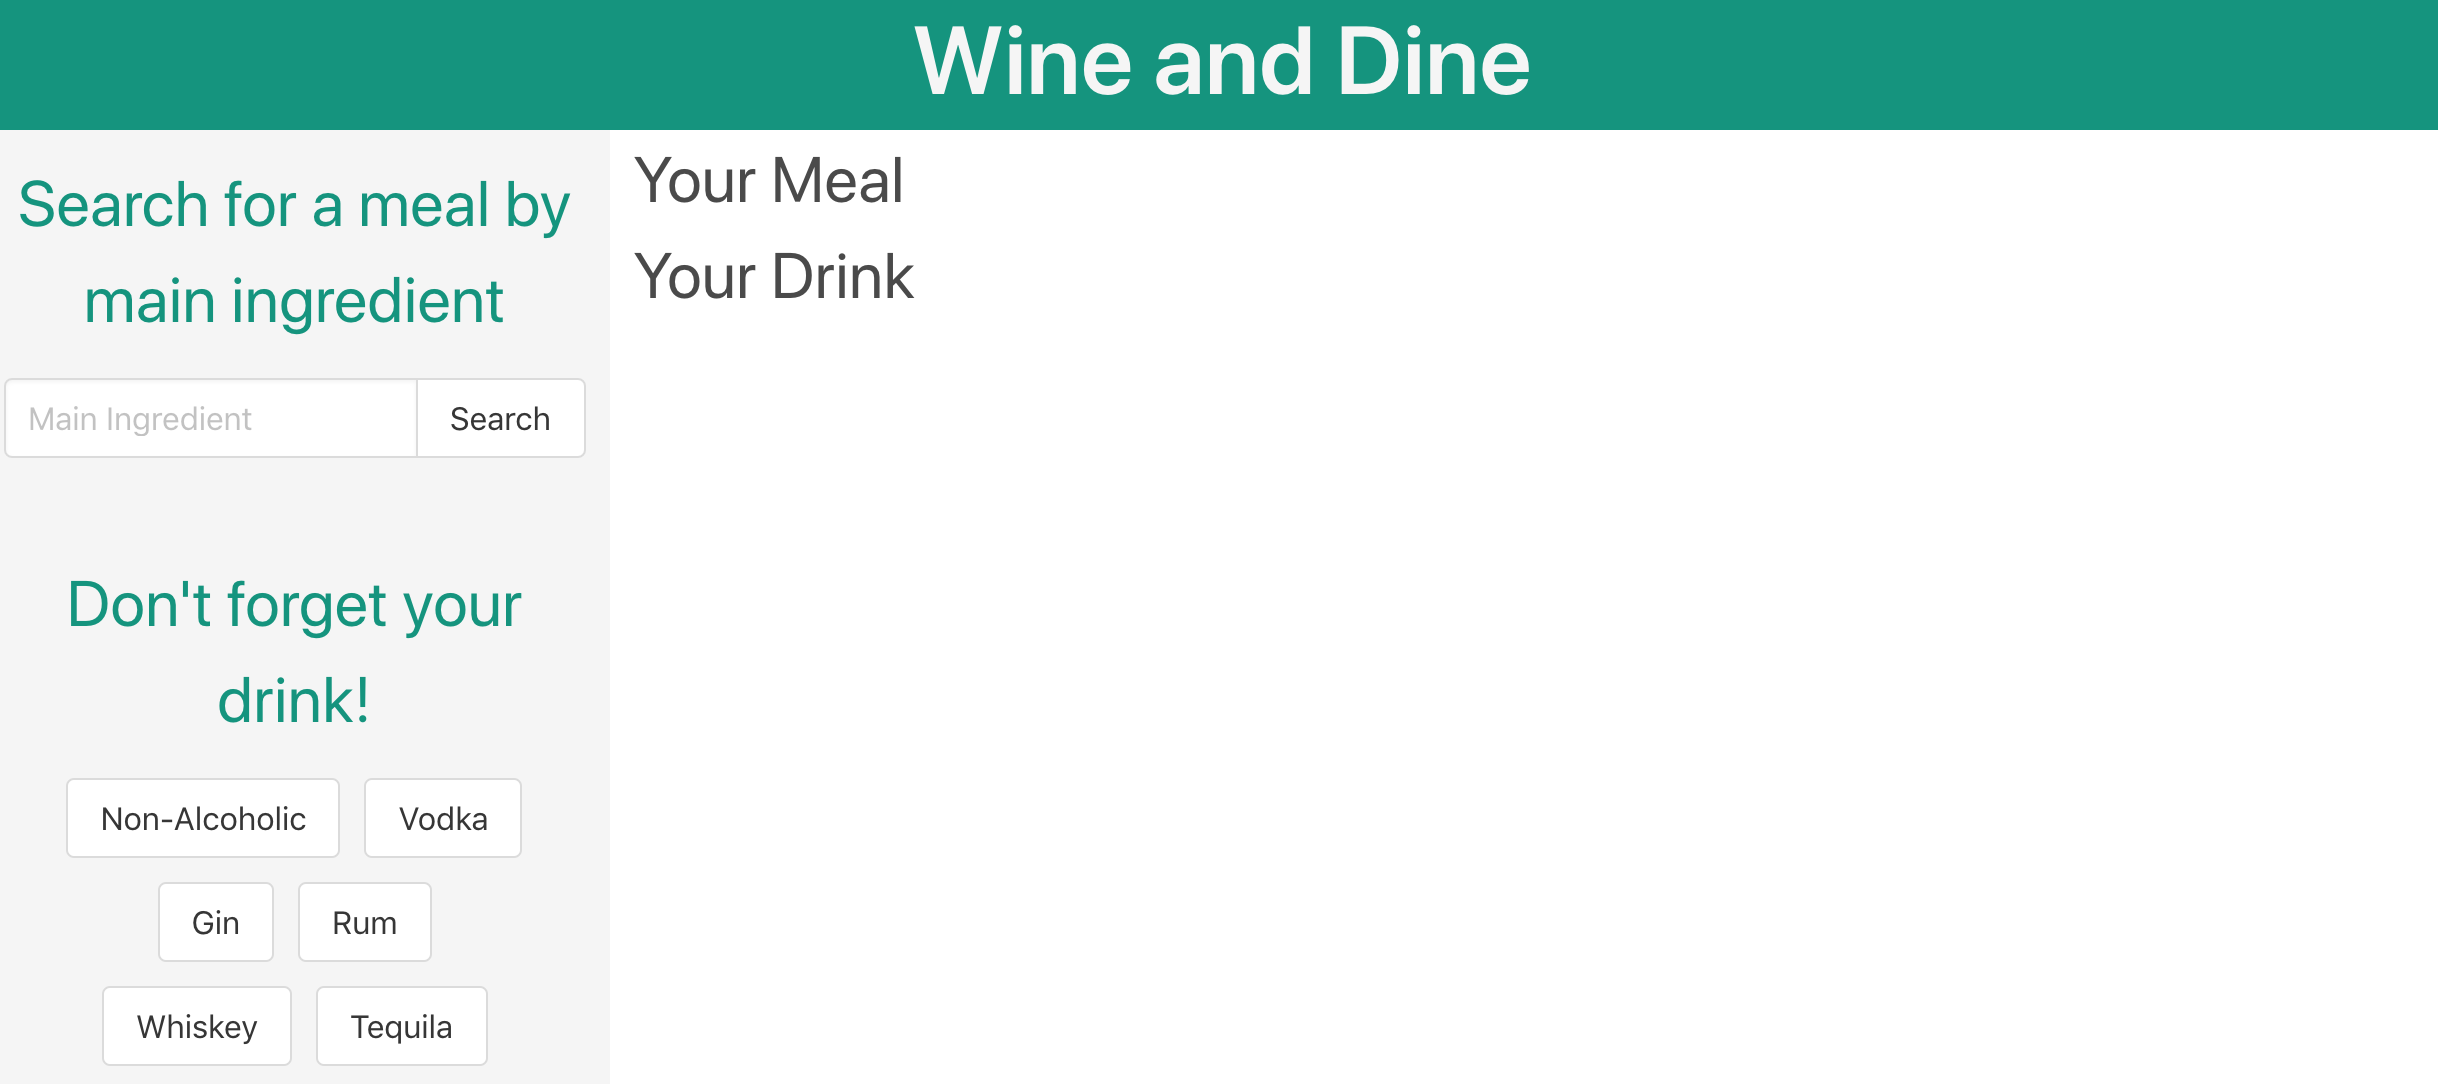 Wine and Dine
Search for a meal by
main ingredient
Main Ingredient
Search
Don't forget your
drink!
Non-Alcoholic
Vodka
Gin
Rum
Whiskey
Tequila
Your Meal
Your Drink